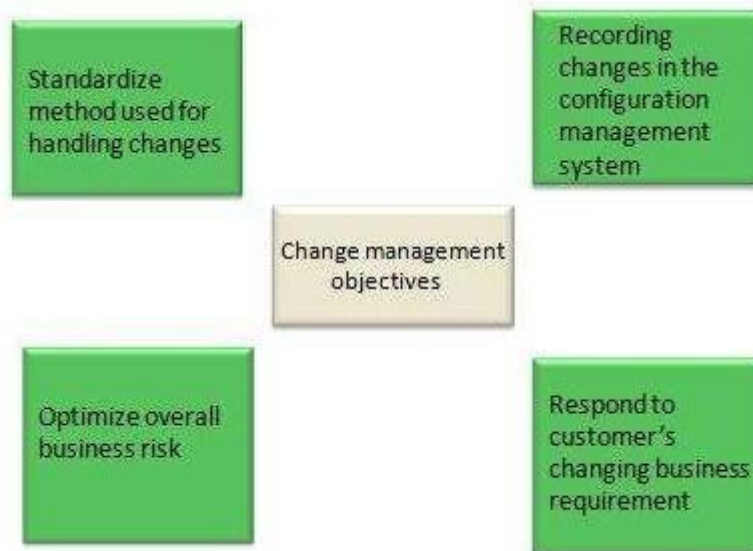 Standardize
method used for
handling changes
Recording
changes in the
configuration
management
system
Change management
objectives
Optimize overall
business risk
Respond to
customer’s
changing business
requirement